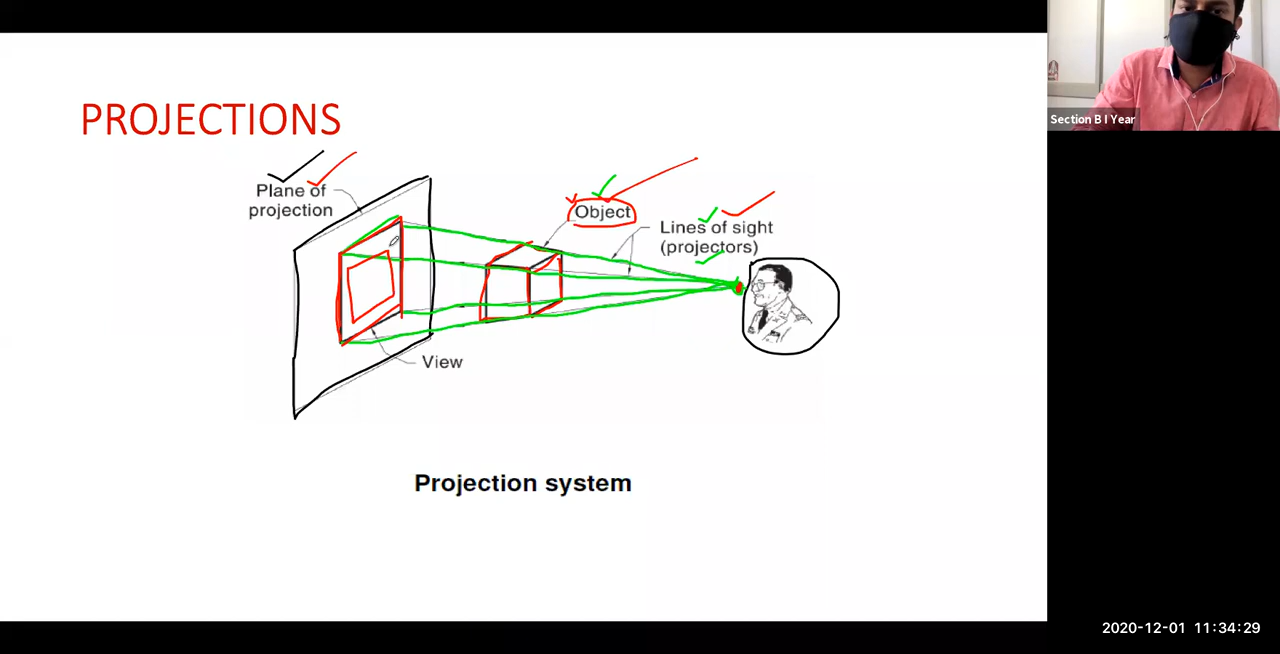 PROJECTIONS
Plane of
projection
Object
Lines of sight
(projectors)
View
Projection system
Section B I Year
2020-12-01 11:34:29